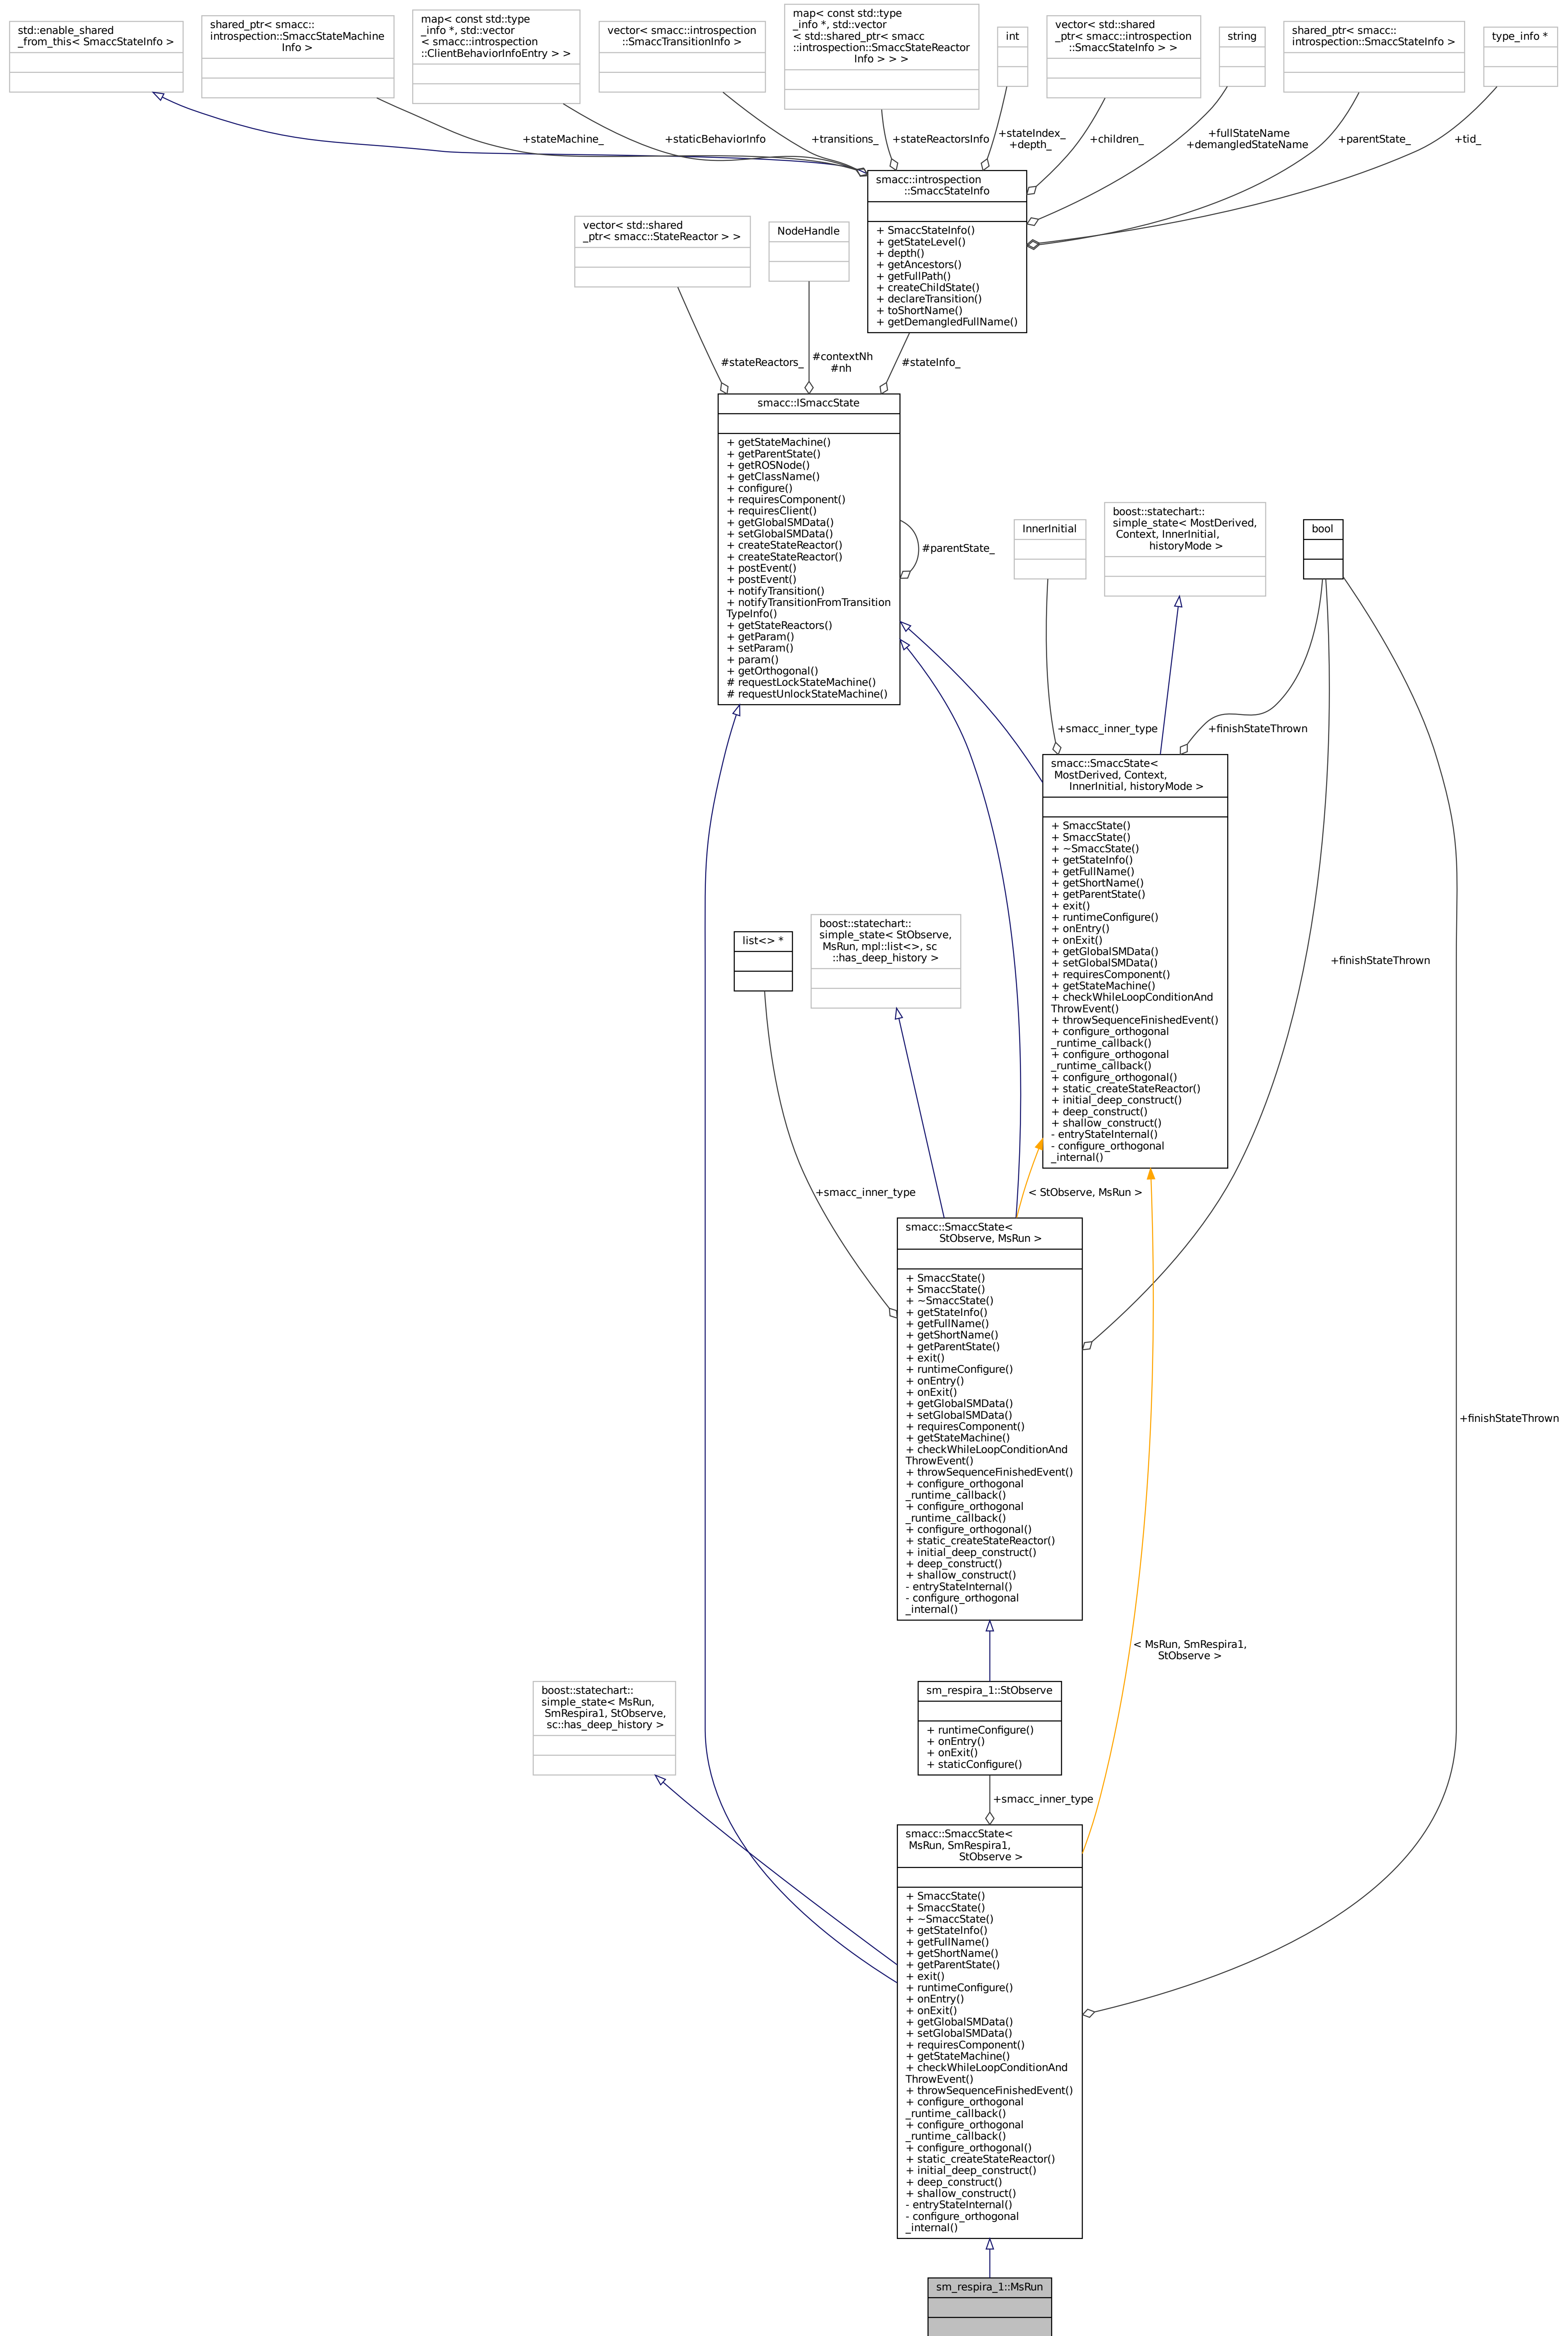 std::enable_shared
_from_this< SmaccStateInfo >
shared_ptr< smacc::
introspection::SmaccStateMachine
Info >
map< const std::type
_info *, std::vector
< smacc::introspection
::ClientBehaviorInfoEntry > >
vector< smacc::introspection
::SmaccTransitionInfo >
map< const std::type
_info *, std::vector
< std::shared_ptr< smacc
::introspection::SmaccStateReactor
Info > > >
int
vector< std::shared
_ptr< smacc::introspection
::SmaccStateInfo > >
string
shared_ptr< smacc::
introspection::SmaccStateInfo >
type_info *
+stateMachine_
+staticBehaviorInfo
+transitions_
+stateReactorsInfo
+stateIndex_
+depth_
+children_
+fullStateName
+demangledStateName
+parentState_
+tid_
smacc::introspection
::SmaccStateInfo
+ SmaccStateInfo()
+ getStateLevel()
+ depth()
+ getAncestors()
+ getFullPath()
+ createChildState()
+ declareTransition()
+ toShortName()
+ getDemangledFullName()
vector< std::shared
_ptr< smacc::StateReactor > >
NodeHandle
#stateReactors_
#contextNh
#nh
#stateInfo_
smacc::ISmaccState
+ getStateMachine()
+ getParentState()
+ getROSNode()
+ getClassName()
+ configure()
+ requiresComponent()
+ requiresClient()
+ getGlobalSMData()
+ setGlobalSMData()
+ createStateReactor()
+ createStateReactor()
+ postEvent()
+ postEvent()
+ notifyTransition()
+ notifyTransitionFromTransition
TypeInfo()
+ getStateReactors()
+ getParam()
+ setParam()
+ param()
+ getOrthogonal()
# requestLockStateMachine()
# requestUnlockStateMachine()
#parentState_
InnerInitial
boost::statechart::
simple_state< MostDerived,
Context, InnerInitial,
historyMode >
bool
+smacc_inner_type
+finishStateThrown
smacc::SmaccState<
MostDerived, Context,
InnerInitial, historyMode >
+ SmaccState()
+ SmaccState()
+ ~SmaccState()
+ getStateInfo()
+ getFullName()
+ getShortName()
+ getParentState()
+ exit()
+ runtimeConfigure()
+ onEntry()
+ onExit()
+ getGlobalSMData()
+ setGlobalSMData()
+ requiresComponent()
+ getStateMachine()
+ checkWhileLoopConditionAnd
ThrowEvent()
+ throwSequenceFinishedEvent()
+ configure_orthogonal
_runtime_callback()
+ configure_orthogonal
_runtime_callback()
+ configure_orthogonal()
+ static_createStateReactor()
+ initial_deep_construct()
+ deep_construct()
+ shallow_construct()
- entryStateInternal()
- configure_orthogonal
_internal()
list<> *
boost::statechart::
simple_state< StObserve,
MsRun, mpl::list<>, sc
::has_deep_history >
+finishStateThrown
+smacc_inner_type
< StObserve, MsRun >
smacc::SmaccState<
StObserve, MsRun >
+ SmaccState()
+ SmaccState()
+ ~SmaccState()
+ getStateInfo()
+ getFullName()
+ getShortName()
+ getParentState()
+ exit()
+ runtimeConfigure()
+ onEntry()
+ onExit()
+ getGlobalSMData()
+ setGlobalSMData()
+ requiresComponent()
+ getStateMachine()
+ checkWhileLoopConditionAnd
ThrowEvent()
+ throwSequenceFinishedEvent()
+ configure_orthogonal
_runtime_callback()
+ configure_orthogonal
_runtime_callback()
+ configure_orthogonal()
+ static_createStateReactor()
+ initial_deep_construct()
+ deep_construct()
+ shallow_construct()
- entryStateInternal()
- configure_orthogonal
_internal()
+finishStateThrown
< MsRun, SmRespira1,
StObserve >
boost::statechart::
simple_state< MsRun,
SmRespira1, StObserve,
sc::has_deep_history >
sm_respira_1::StObserve
+ runtimeConfigure()
+ onEntry()
+ onExit()
+ staticConfigure()
+smacc_inner_type
smacc::SmaccState<
MsRun, SmRespira1,
StObserve >
+ SmaccState()
+ SmaccState()
+ ~SmaccState()
+ getStateInfo()
+ getFullName()
+ getShortName()
+ getParentState()
+ exit()
+ runtimeConfigure()
+ onEntry()
+ onExit()
+ getGlobalSMData()
+ setGlobalSMData()
+ requiresComponent()
+ getStateMachine()
+ checkWhileLoopConditionAnd
ThrowEvent()
+ throwSequenceFinishedEvent()
+ configure_orthogonal
_runtime_callback()
+ configure_orthogonal
_runtime_callback()
+ configure_orthogonal()
+ static_createStateReactor()
+ initial_deep_construct()
+ deep_construct()
+ shallow_construct()
- entryStateInternal()
- configure_orthogonal
_internal()
sm_respira_1::MsRun